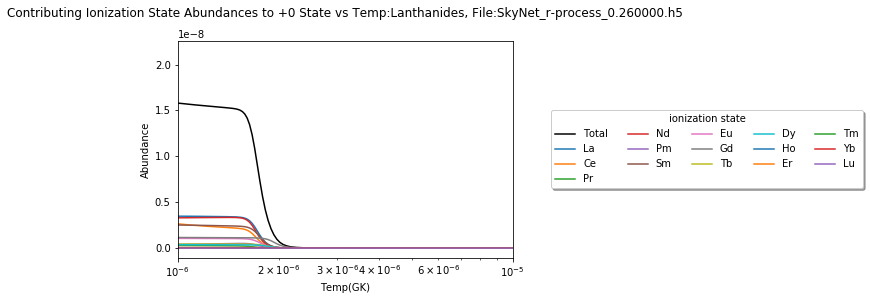 Contributing Ionization State Abundances to +0 State vs Temp:Lanthanides, File:SkyNet_r-process_0.260000.h5
1e−8
2.0
1.5
1.0
0.5
0.0
Abundance
10⁻⁶
2 × 10⁻⁶
3 × 10⁻⁶
4 × 10⁻⁶
6 × 10⁻⁶
10⁻⁵
Temp(GK)
ionization state
Total
La
Ce
Pr
Nd
Pm
Sm
Eu
Gd
Tb
Dy
Ho
Er
Tm
Yb
Lu